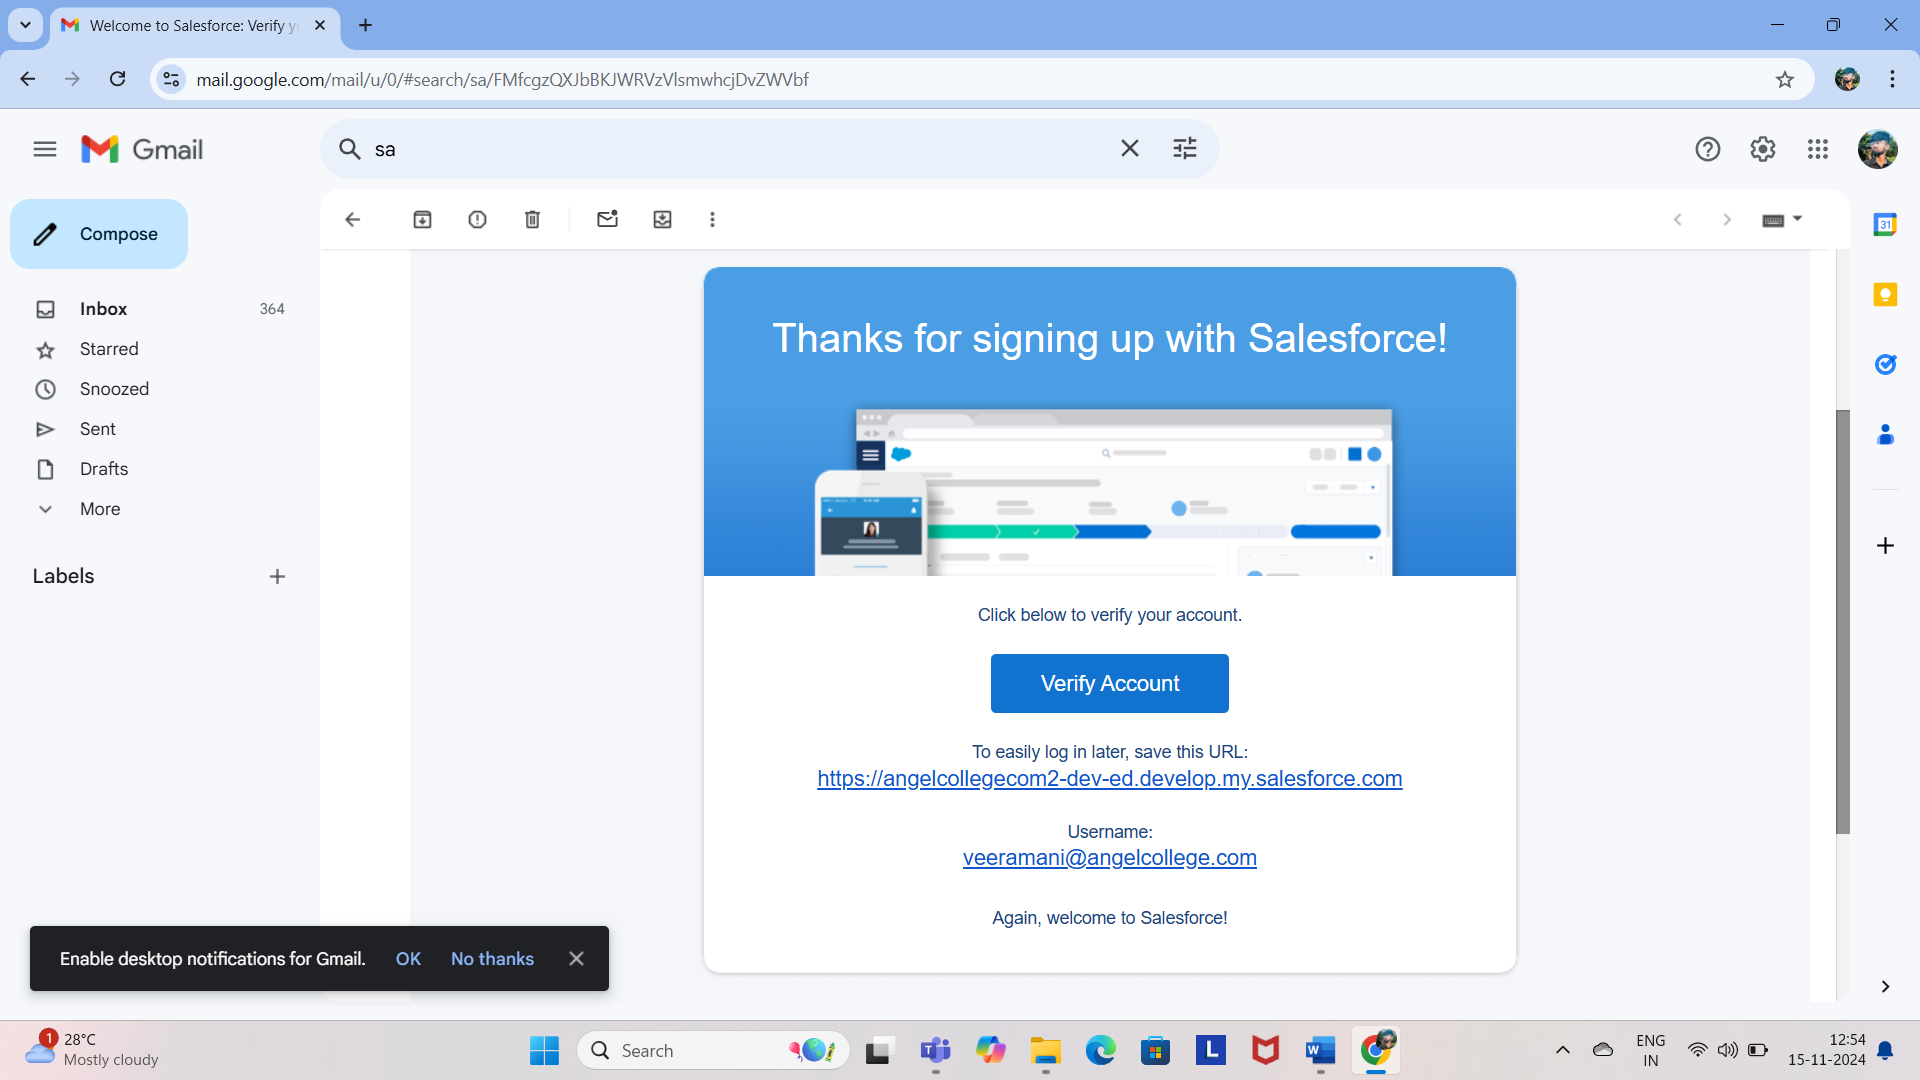 Welcome to Salesforce: Verify y
mail.google.com/mail/u/0/#search/sa/FMfcgzQXJbBKJWRVzVlsmwhcjDvZWVbf
Gmail
sa
Compose
Inbox 364
Starred
Snoozed
Sent
Drafts
More
Labels
31
Thanks for signing up with Salesforce!
Click below to verify your account.
Verify Account
To easily log in later, save this URL:
https://angelcollegecom2-dev-ed.develop.my.salesforce.com
Username:
veeramani@angelcollege.com
Again, welcome to Salesforce!
Enable desktop notifications for Gmail. OK No thanks
1
28°C
Mostly cloudy
Search
ENG
IN
12:54
15-11-2024